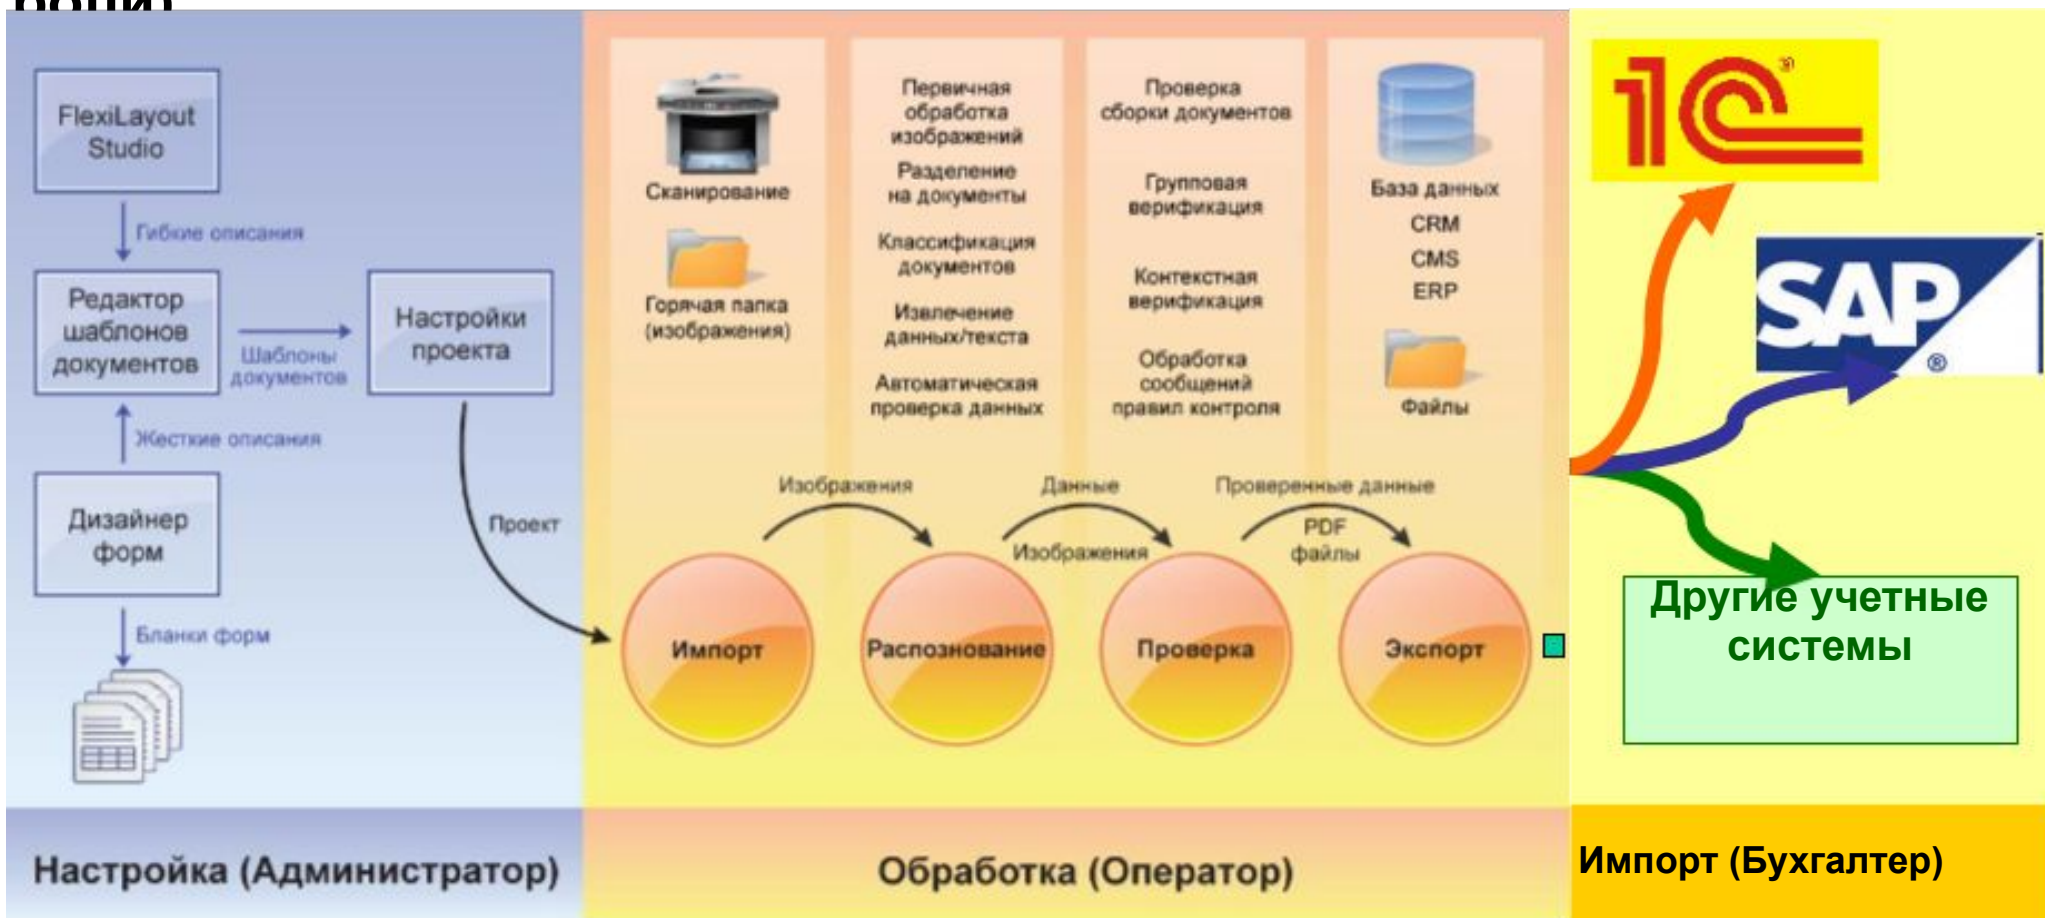 FlexiLayout
Studio
Гибкие описания
Редактор
шаблонов
документов
Шаблоны
документов
Настройки
проекта
Жесткие описания
Дизайнер
форм
Бланки форм
Проект
Настройка (Администратор)
Сканирование
Горячая папка
(изображения)
Первичная
обработка
изображений
Разделение
на документы
Классификация
документов
Извлечение
данных/текста
Автоматическая
проверка данных
Проверка
сборки документов
Групповая
верификация
Контекстная
верификация
Обработка
сообщений
правил контроля
База данных
CRM
CMS
ERP
Файлы
Изображения
Данные
Изображения
Проверенные данные
PDF
файлы
Импорт
Распознование
Проверка
Экспорт
Обработка (Оператор)
1С®
SAP
®
Другие учетные
системы
Импорт (Бухгалтер)